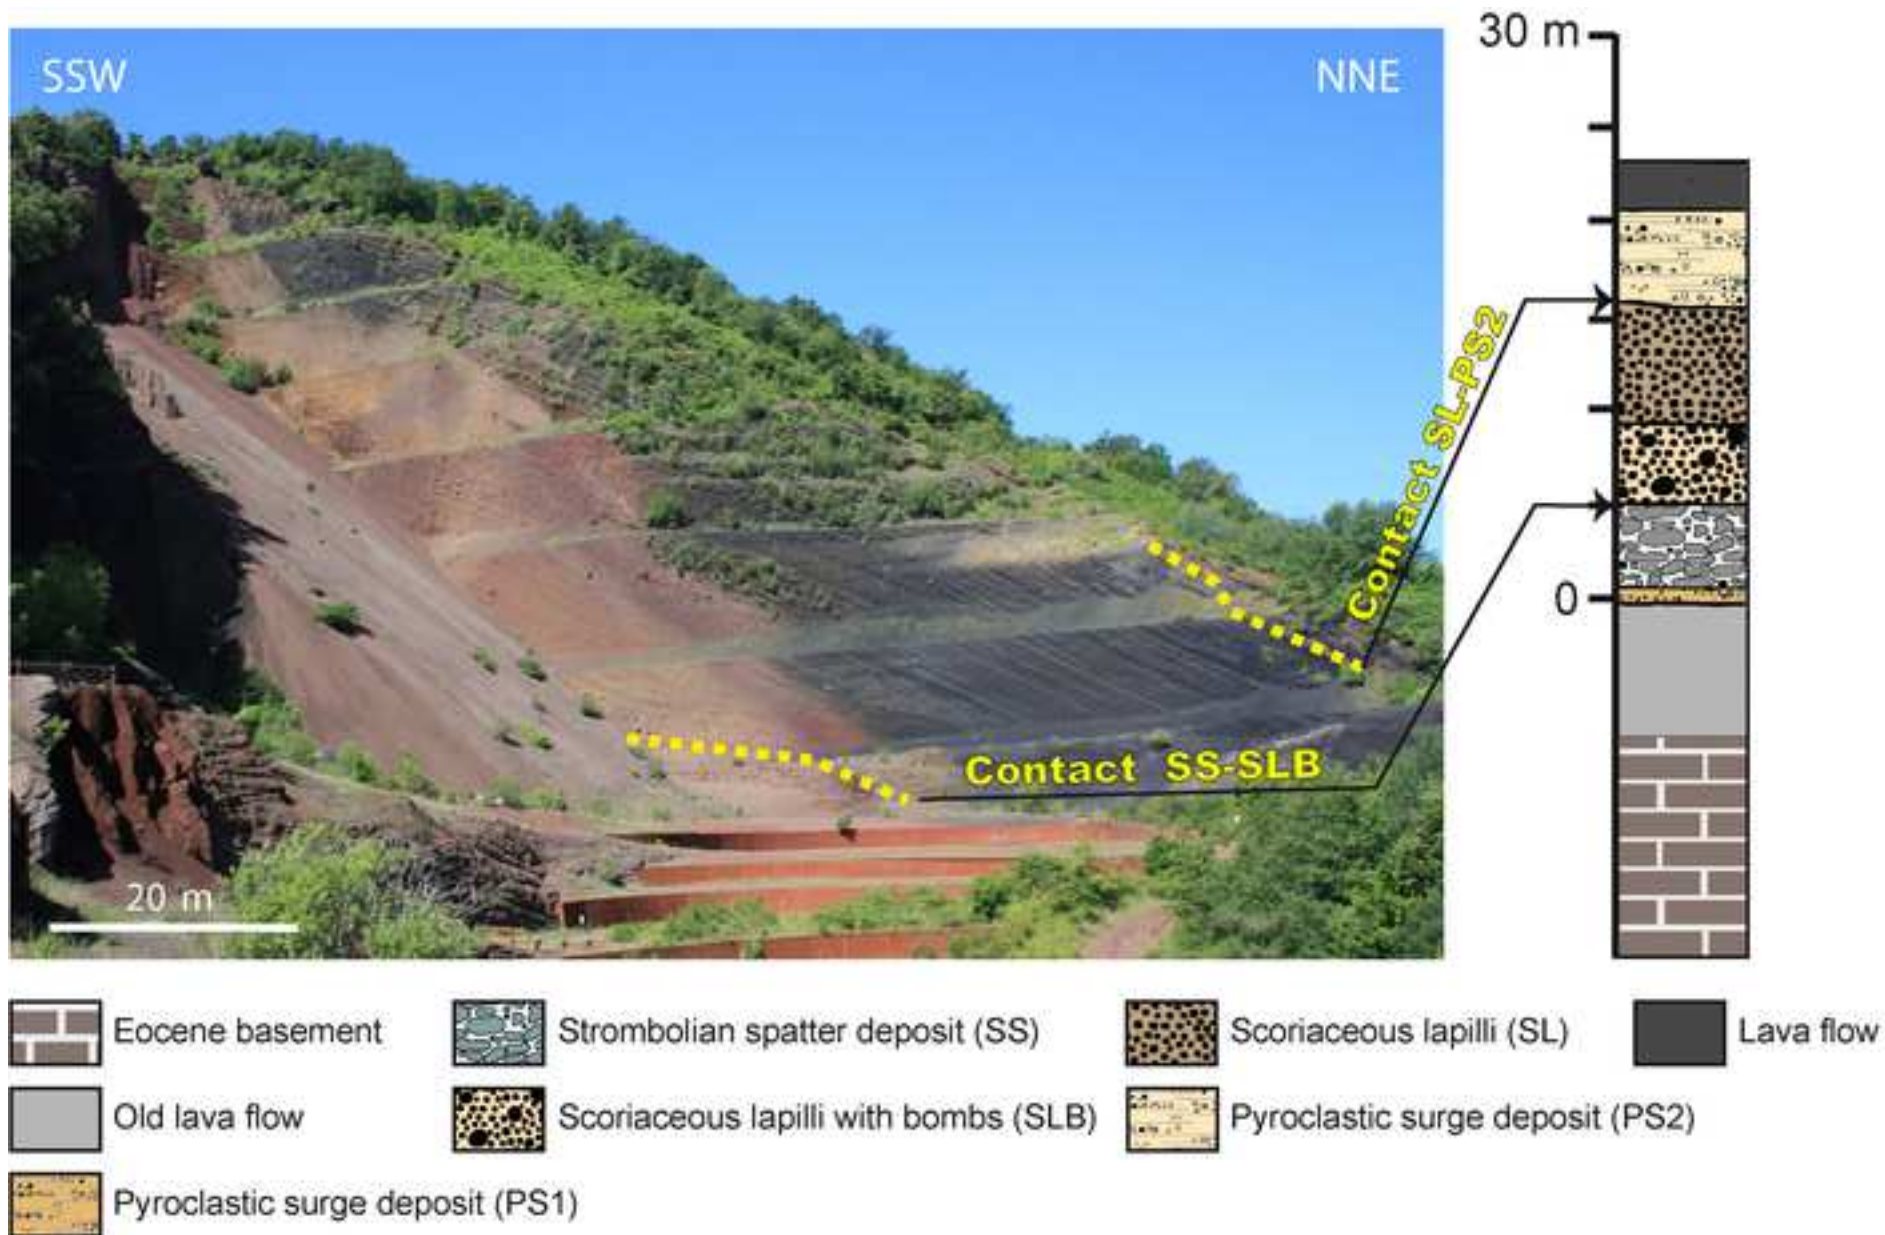 30 m
SSW
NNE
Contact SL-PS2
Contact SS-SLB
0
20 m
Eocene basement
Strombolian spatter deposit (SS)
Scoriaceous lapilli (SL)
Lava flow
Old lava flow
Scoriaceous lapilli with bombs (SLB)
Pyroclastic surge deposit (PS2)
Pyroclastic surge deposit (PS1)